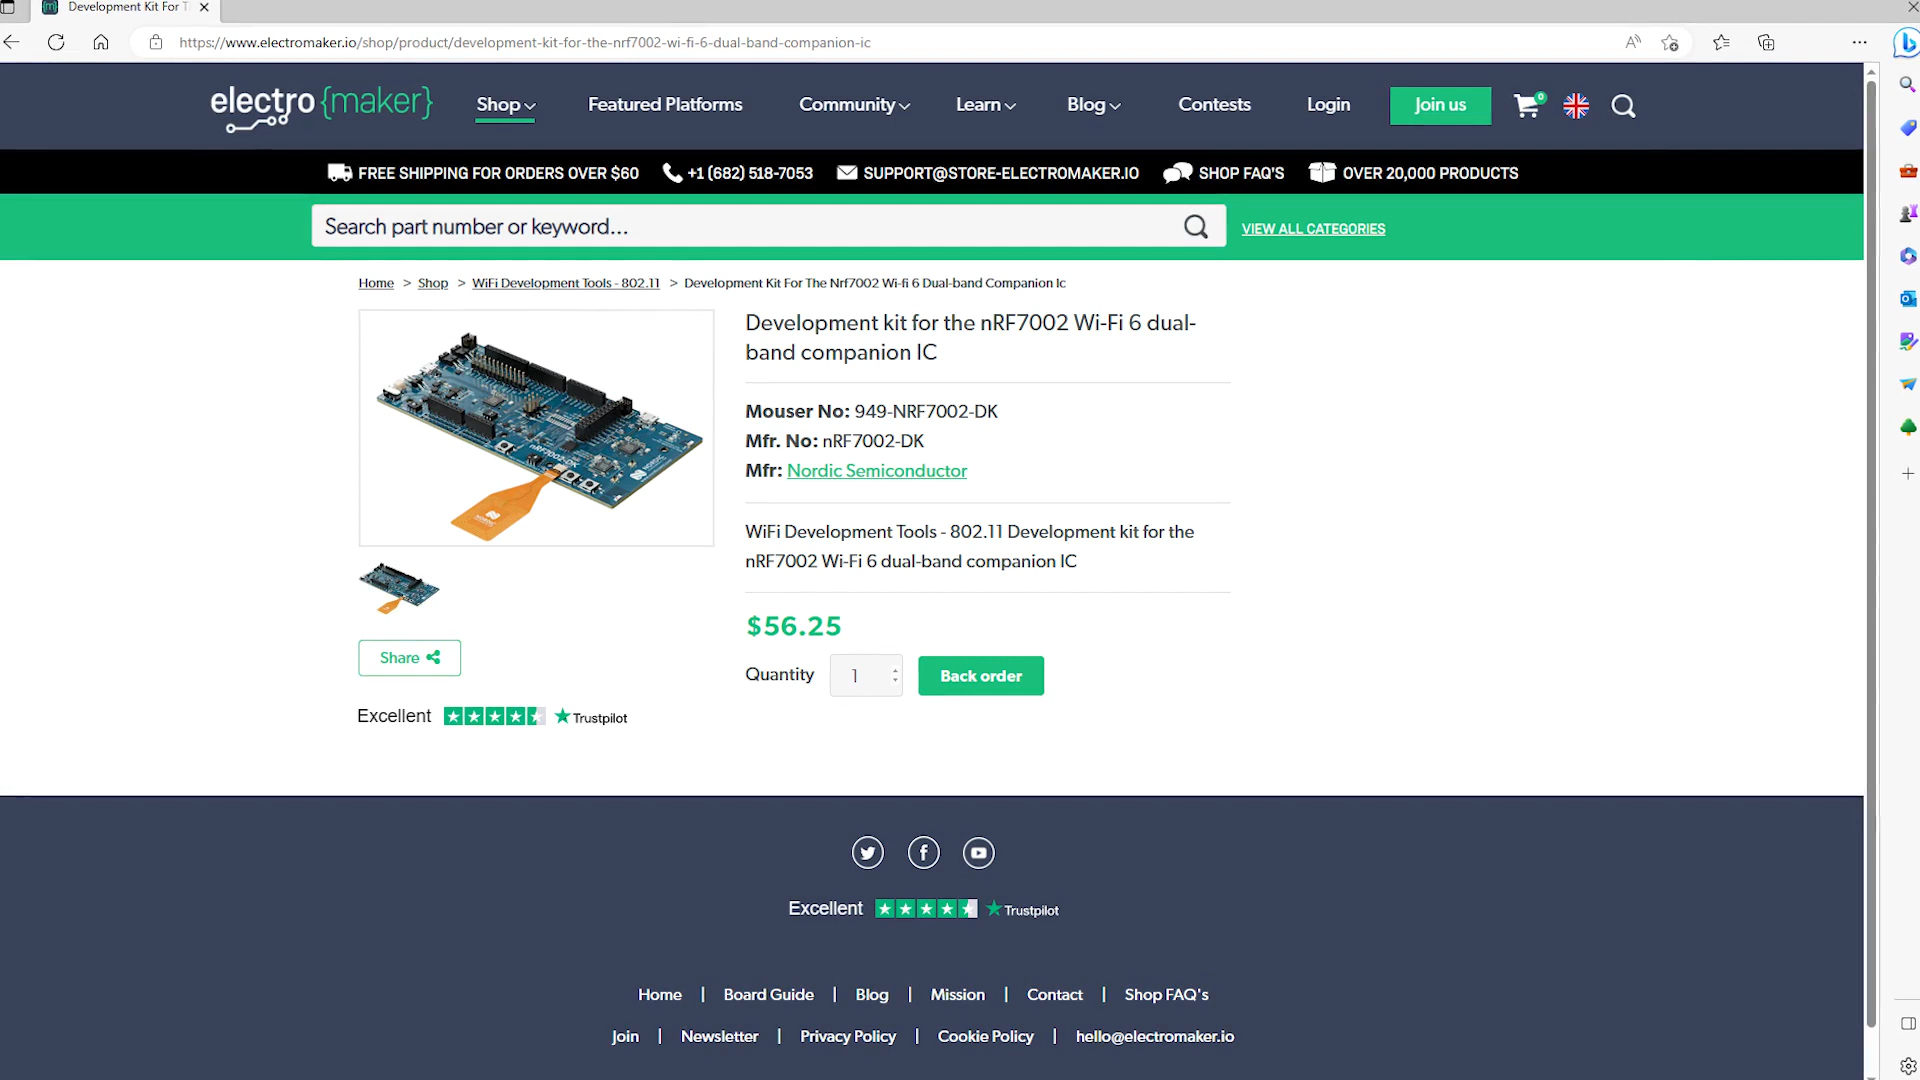 Development Kit For T
https://www.electromaker.io/shop/product/development-kit-for-the-nrf7002-wi-fi-6-dual-band-companion-ic
electro {maker}
Shop
Featured Platforms
Community
Learn
Blog
Contests
Login
Join us
0
FREE SHIPPING FOR ORDERS OVER $60
+1 (682) 518-7053
SUPPORT@STORE-ELECTROMAKER.IO
SHOP FAQ'S
OVER 20,000 PRODUCTS
Search part number or keyword...
VIEW ALL CATEGORIES
Home > Shop > WiFi Development Tools - 802.11 > Development Kit For The Nrf7002 Wi-fi 6 Dual-band Companion Ic
Development kit for the nRF7002 Wi-Fi 6 dual-
band companion IC
Mouser No: 949-NRF7002-DK
Mfr. No: nRF7002-DK
Mfr: Nordic Semiconductor
WiFi Development Tools - 802.11 Development kit for the
nRF7002 Wi-Fi 6 dual-band companion IC
$56.25
Quantity 1 Back order
nRF7002-DK
NORDIC
Share
Excellent Trustpilot
Excellent Trustpilot
Home | Board Guide | Blog | Mission | Contact | Shop FAQ's
Join | Newsletter | Privacy Policy | Cookie Policy | hello@electromaker.io